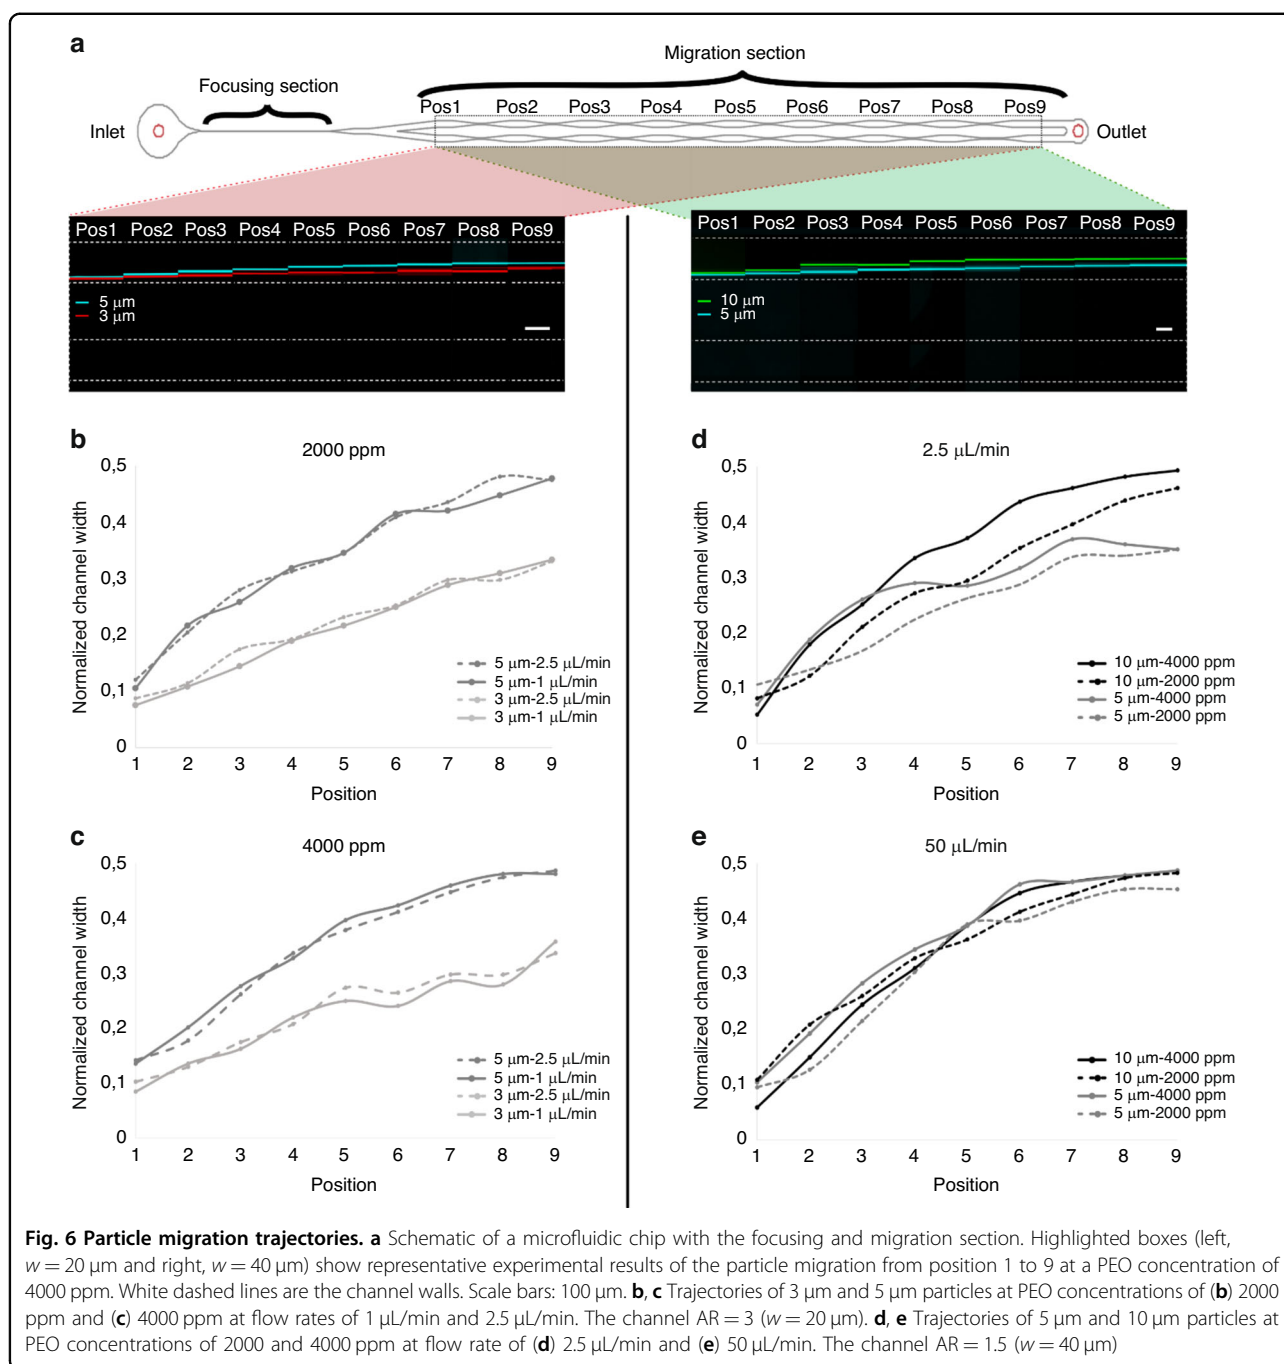 a
Migration section
Focusing section
Pos1 Pos2 Pos3 Pos4 Pos5 Pos6 Pos7 Pos8 Pos9
Inlet
Outlet
Pos1 Pos2 Pos3 Pos4 Pos5 Pos6 Pos7 Pos8 Pos9
5 μm
3 μm
Pos1 Pos2 Pos3 Pos4 Pos5 Pos6 Pos7 Pos8 Pos9
10 μm
5 μm
b
2000 ppm
Normalized channel width
0,5
0,4
0,3
0,2
0,1
0
5 μm-2.5 μL/min
5 μm-1 μL/min
3 μm-2.5 μL/min
3 μm-1 μL/min
1 2 3 4 5 6 7 8 9
Position
c
4000 ppm
Normalized channel width
0,5
0,4
0,3
0,2
0,1
0
5 μm-2.5 μL/min
5 μm-1 μL/min
3 μm-2.5 μL/min
3 μm-1 μL/min
1 2 3 4 5 6 7 8 9
Position
d
2.5 μL/min
Normalized channel width
0,5
0,4
0,3
0,2
0,1
0
10 μm-4000 ppm
10 μm-2000 ppm
5 μm-4000 ppm
5 μm-2000 ppm
1 2 3 4 5 6 7 8 9
Position
e
50 μL/min
Normalized channel width
0,5
0,4
0,3
0,2
0,1
0
10 μm-4000 ppm
10 μm-2000 ppm
5 μm-4000 ppm
5 μm-2000 ppm
1 2 3 4 5 6 7 8 9
Position
Fig. 6 Particle migration trajectories. a Schematic of a microfluidic chip with the focusing and migration section. Highlighted boxes (left,
w = 20 μm and right, w = 40 μm) show representative experimental results of the particle migration from position 1 to 9 at a PEO concentration of
4000 ppm. White dashed lines are the channel walls. Scale bars: 100 μm. b, c Trajectories of 3 μm and 5 μm particles at PEO concentrations of (b) 2000
ppm and (c) 4000 ppm at flow rates of 1 μL/min and 2.5 μL/min. The channel AR = 3 (w = 20 μm). d, e Trajectories of 5 μm and 10 μm particles at
PEO concentrations of 2000 and 4000 ppm at flow rate of (d) 2.5 μL/min and (e) 50 μL/min. The channel AR = 1.5 (w = 40 μm)